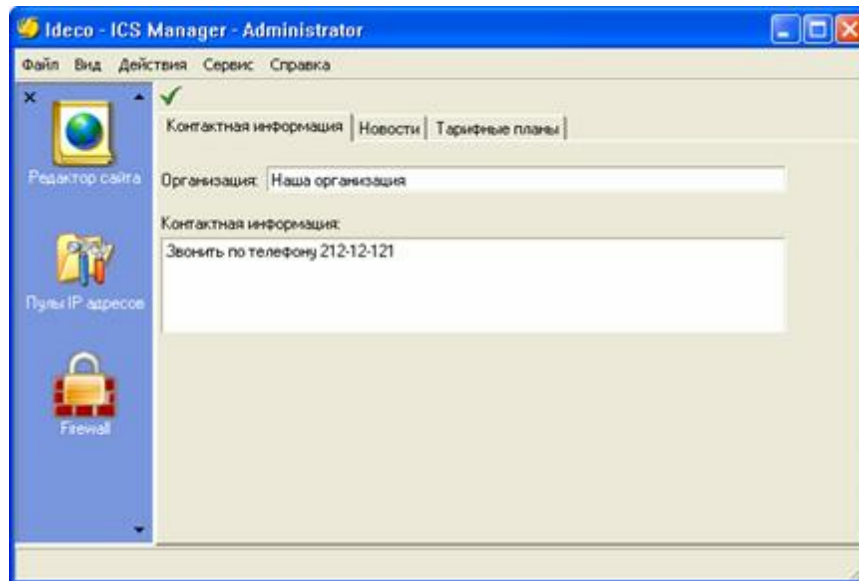 Ideco - ICS Manager - Administrator
Файл Вид Действия Сервис Справка
Контактная информация Новости Тарифные планы
Редактор сайта
Организация: Наша организация
Контактная информация:
Звонить по телефону 212-12-121
Пулы IP адресов
Firewall